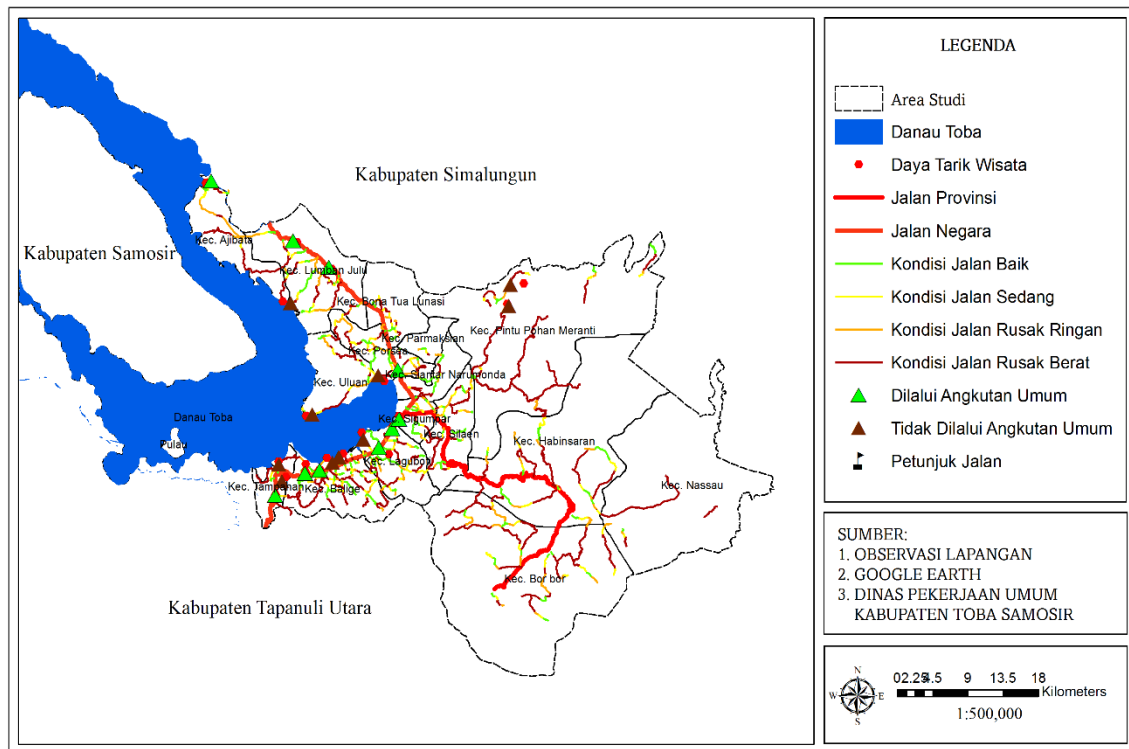 Kabupaten Simalungun
Kabupaten Samosir
Kec. Ajibata
Kec. Lumban Julu
Kec. Bona Tua Lunasi
Kec. Pintu Pohan Meranti
Kec. Parmaksian
Kec. Porsea
Kec. Uluan
Kec. Siantar Narumonda
Danau Toba
Pulau
Kec. Sigumpar
Kec. Silaen
Kec. Habinsaran
Kec. Laguboti
Kec. Nassau
Kec. Tampahan
Kec. Balige
Kec. Bor bor
Kabupaten Tapanuli Utara
LEGENDA
Area Studi
Danau Toba
Daya Tarik Wisata
Jalan Provinsi
Jalan Negara
Kondisi Jalan Baik
Kondisi Jalan Sedang
Kondisi Jalan Rusak Ringan
Kondisi Jalan Rusak Berat
Dilalui Angkutan Umum
Tidak Dilalui Angkutan Umum
Petunjuk Jalan
SUMBER:
1. OBSERVASI LAPANGAN
2. GOOGLE EARTH
3. DINAS PEKERJAAN UMUM
KABUPATEN TOBA SAMOSIR
N
W E
S
9 13.5 18
Kilometers
1:500,000